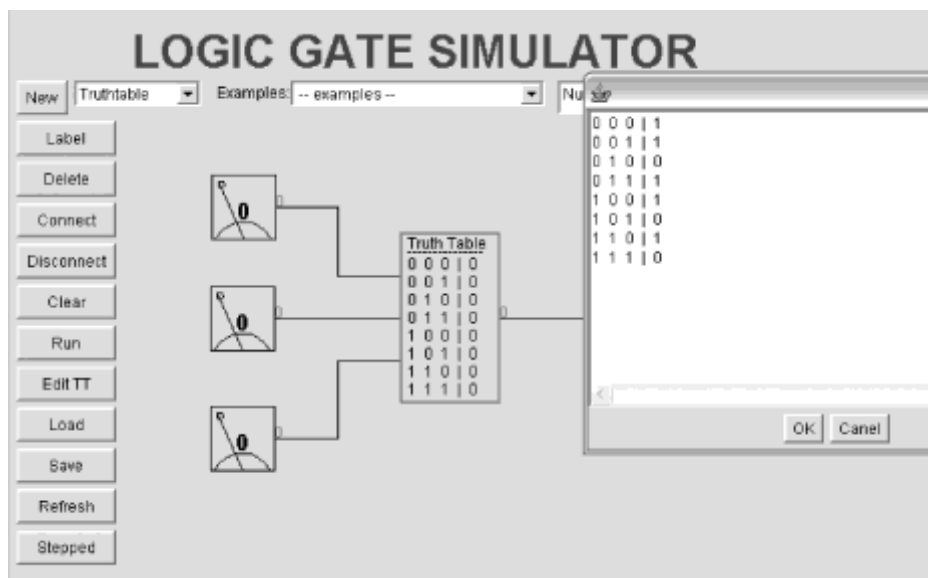 LOGIC GATE SIMULATOR
New Truthtable Examples: -- examples -- Nu
Label
Delete
Connect
Disconnect
Clear
Run
Edit TT
Load
Save
Refresh
Stepped
0 0
0 0
0 0
Truth Table
0 0 0 | 0
0 0 1 | 0
0 1 0 | 0
0 1 1 | 0
1 0 0 | 0
1 0 1 | 0
1 1 0 | 0
1 1 1 | 0
0
0 0 0 | 1
0 0 1 | 1
0 1 0 | 0
0 1 1 | 1
1 0 0 | 1
1 0 1 | 0
1 1 0 | 1
1 1 1 | 0
OK Canel